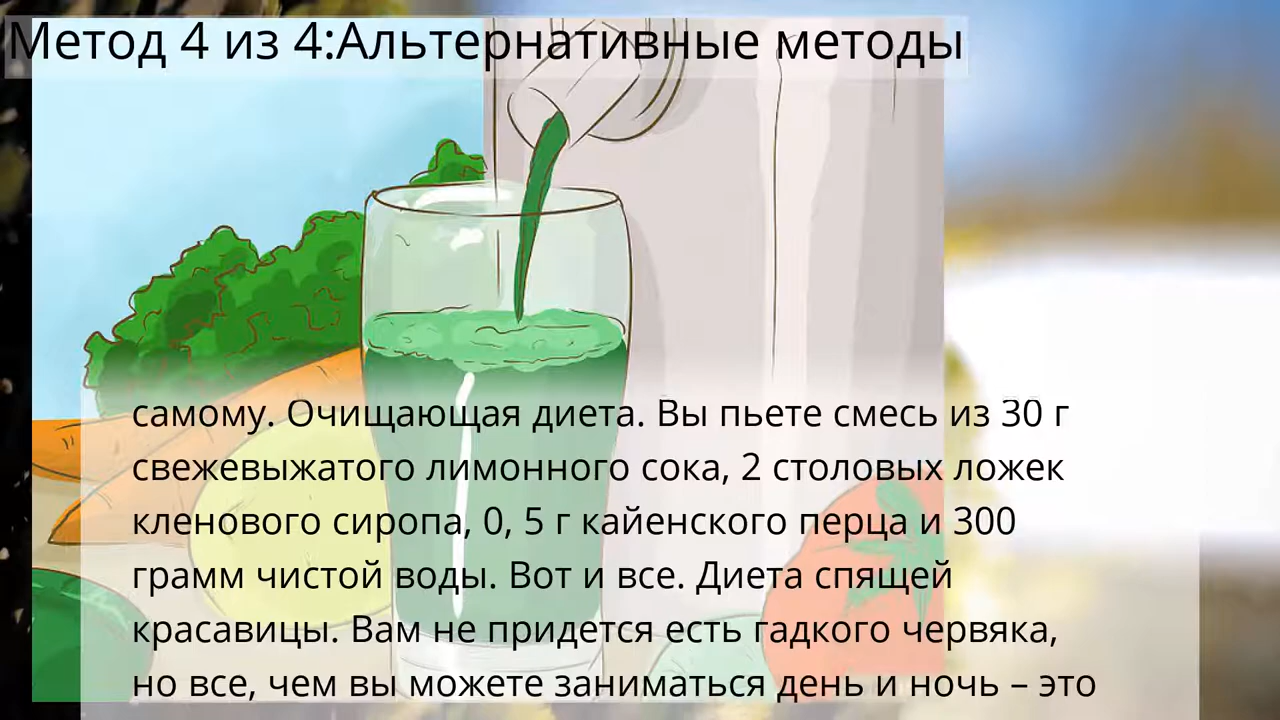 Метод 4 из 4:Альтернативные методы
самому. Очищающая диета. Вы пьете смесь из 30 г
свежевыжатого лимонного сока, 2 столовых ложек
кленового сиропа, 0, 5 г кайенского перца и 300
грамм чистой воды. Вот и все. Диета спящей
красавицы. Вам не придется есть гадкого червяка,
но все, чем вы можете заниматься день и ночь – это